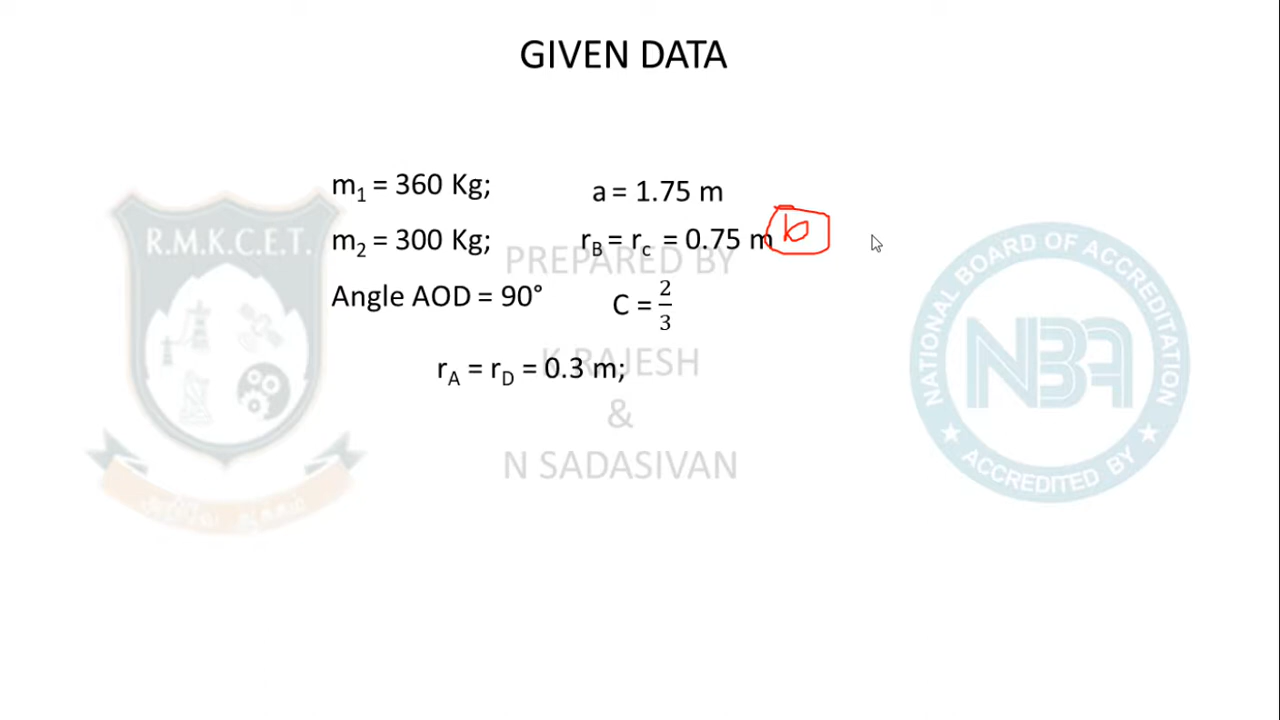 GIVEN DATA
m₁ = 360 Kg;
a = 1.75 m
m₂ = 300 Kg;
r_B = r_c = 0.75 m
b
Angle AOD = 90°
C = 2/3
r_A = r_D = 0.3 m;
R.M.K.C.E.T.
PREPARED BY
K RAJESH
&
N SADASIVAN
NATIONAL BOARD OF ACCREDITATION
NBA
ACCREDITED BY